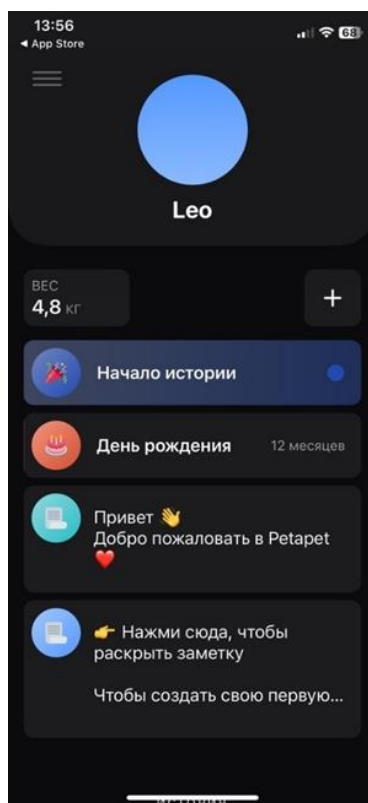 13:56
◀ App Store
68
Leo
ВЕС
4,8 кг
+
Начало истории
День рождения
12 месяцев
Привет 👋
Добро пожаловать в Petapet
❤️
👉 Нажми сюда, чтобы
раскрыть заметку
Чтобы создать свою первую...